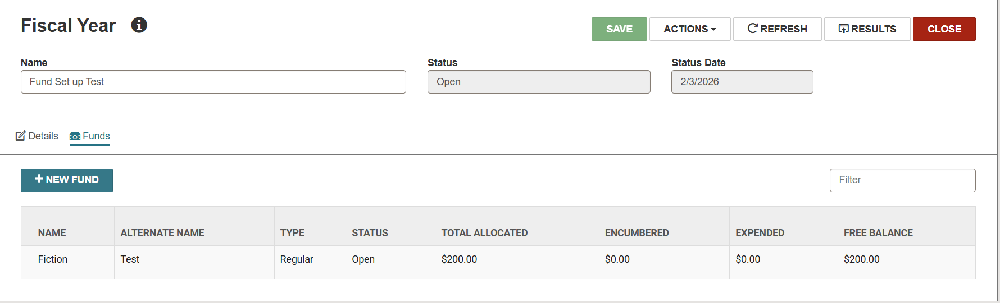 Fiscal Year
SAVE ACTIONS REFRESH RESULTS CLOSE
Name Status Status Date
Fund Set up Test Open 2/3/2026
Details Funds
NEW FUND Filter
NAME ALTERNATE NAME TYPE STATUS TOTAL ALLOCATED ENCUMBERED EXPENDED FREE BALANCE
Fiction Test Regular Open $200.00 $0.00 $0.00 $200.00